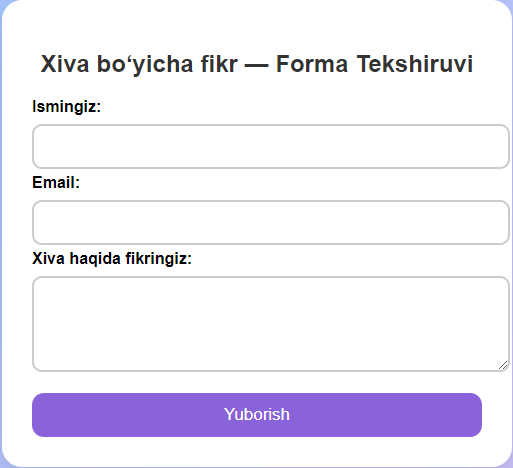 Xiva bo‘yicha fikr — Forma Tekshiruvi
Ismingiz:
Email:
Xiva haqida fikringiz:
Yuborish